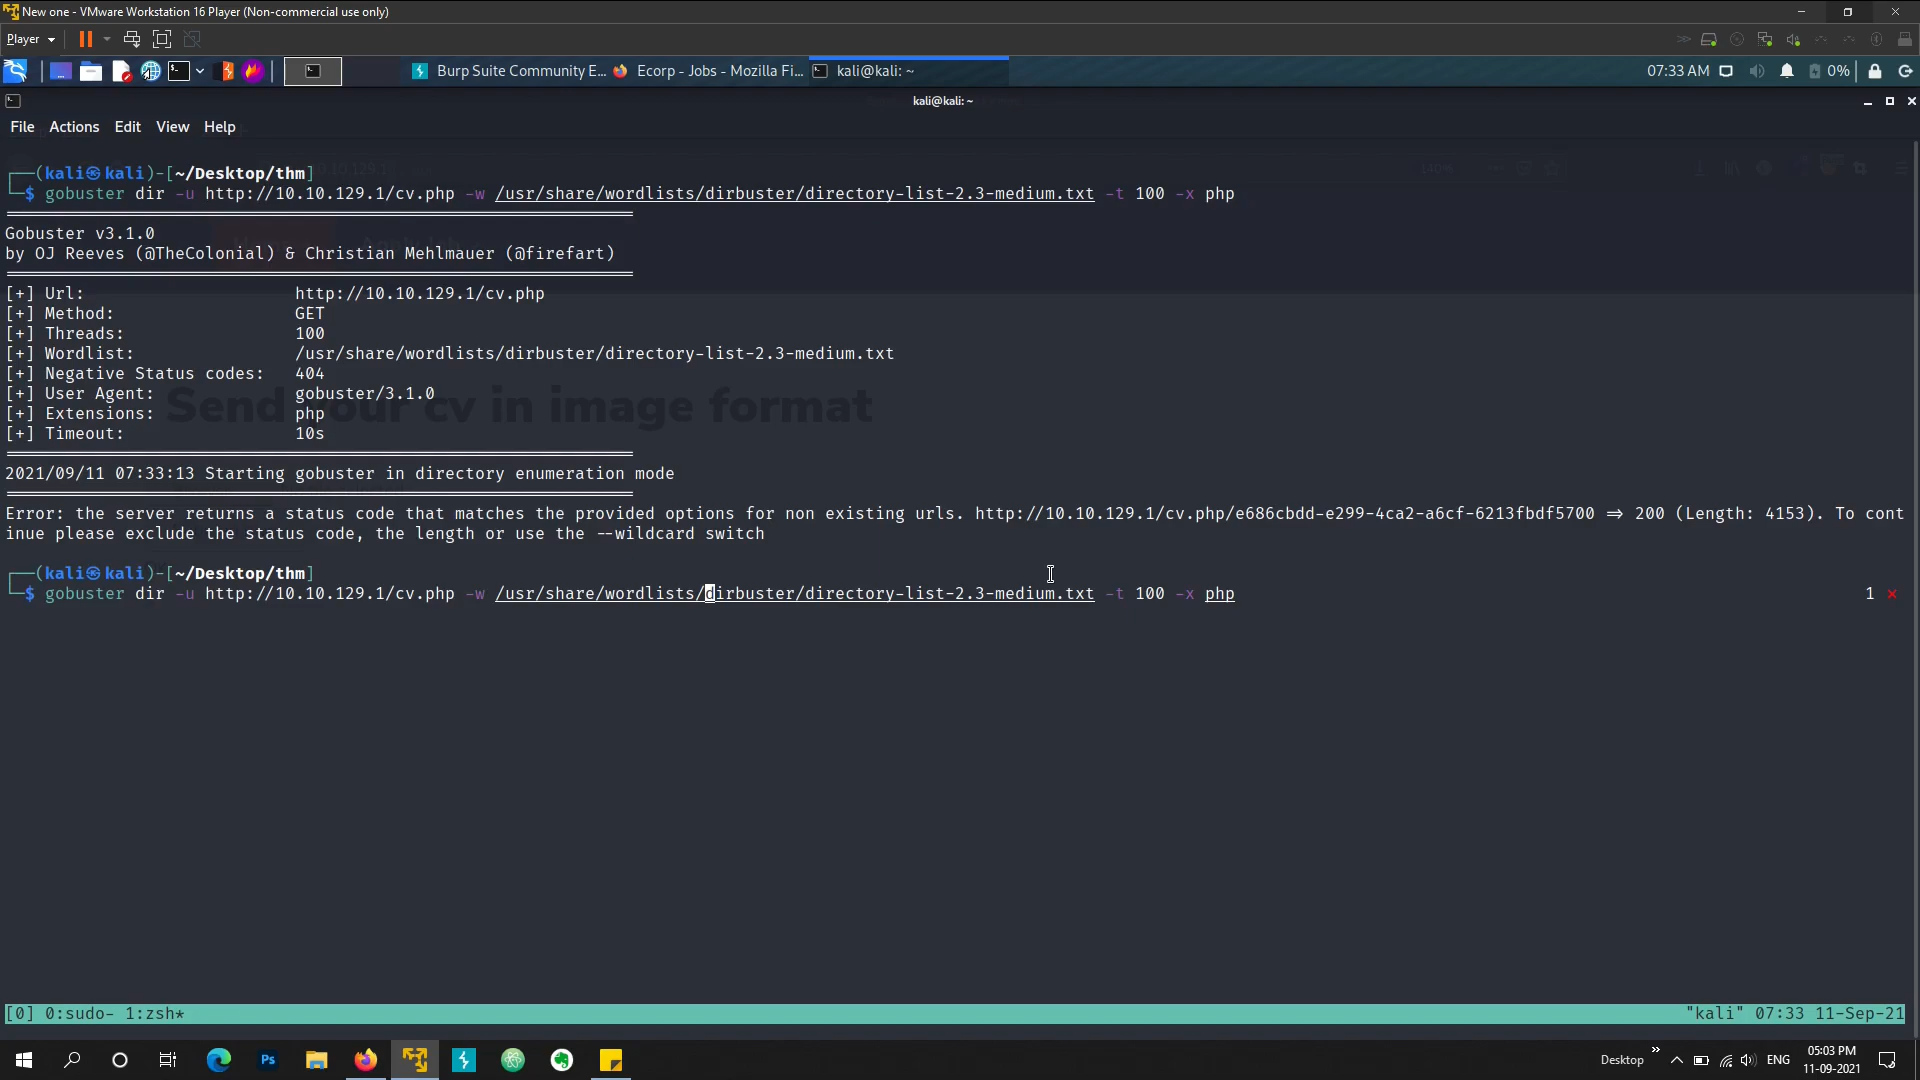 New one - VMware Workstation 16 Player (Non-commercial use only)
Player
Burp Suite Community E...
Ecorp - Jobs - Mozilla Fi...
kali@kali: ~
07:33 AM
0%
kali@kali: ~
File Actions Edit View Help
┌──(kali㉿kali)-[~/Desktop/thm]
└─$ gobuster dir -u http://10.10.129.1/cv.php -w /usr/share/wordlists/dirbuster/directory-list-2.3-medium.txt -t 100 -x php
===============================================================
Gobuster v3.1.0
by OJ Reeves (@TheColonial) & Christian Mehlmauer (@firefart)
===============================================================
[+] Url: http://10.10.129.1/cv.php
[+] Method: GET
[+] Threads: 100
[+] Wordlist: /usr/share/wordlists/dirbuster/directory-list-2.3-medium.txt
[+] Negative Status codes: 404
[+] User Agent: gobuster/3.1.0
Send your cv in image format
[+] Extensions: php
[+] Timeout: 10s
===============================================================
2021/09/11 07:33:13 Starting gobuster in directory enumeration mode
===============================================================
Error: the server returns a status code that matches the provided options for non existing urls. http://10.10.129.1/cv.php/e686cbdd-e299-4ca2-a6cf-6213fbdf5700 => 200 (Length: 4153). To cont
inue please exclude the status code, the length or use the --wildcard switch
┌──(kali㉿kali)-[~/Desktop/thm]
└─$ gobuster dir -u http://10.10.129.1/cv.php -w /usr/share/wordlists/dirbuster/directory-list-2.3-medium.txt -t 100 -x php 1 ×
[0] 0:sudo- 1:zsh* "kali" 07:33 11-Sep-21
Desktop
ENG
05:03 PM
11-09-2021